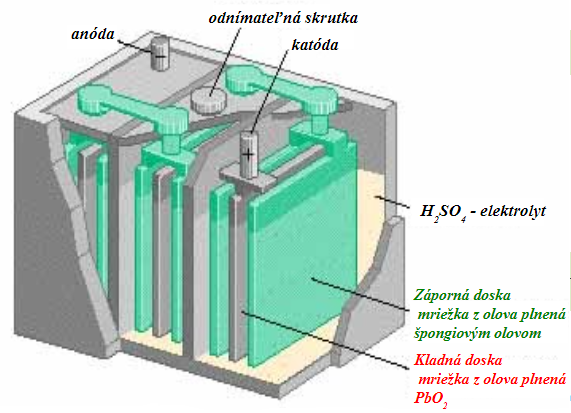 odnímateľná skrutka
anóda
katóda
−
+
H2SO4 - elektrolyt
Záporná doska
mriežka z olova plnená
špongiovým olovom
Kladná doska
mriežka z olova plnená
PbO2